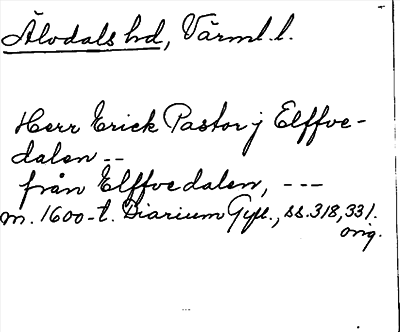 Älvdals hd, Värml. l.
Herr Erick Pastor j Elffve-
dalen --
från Elffvedalen, ---
m. 1600-t. Diarium Gyll., ss. 318, 331.
orig.